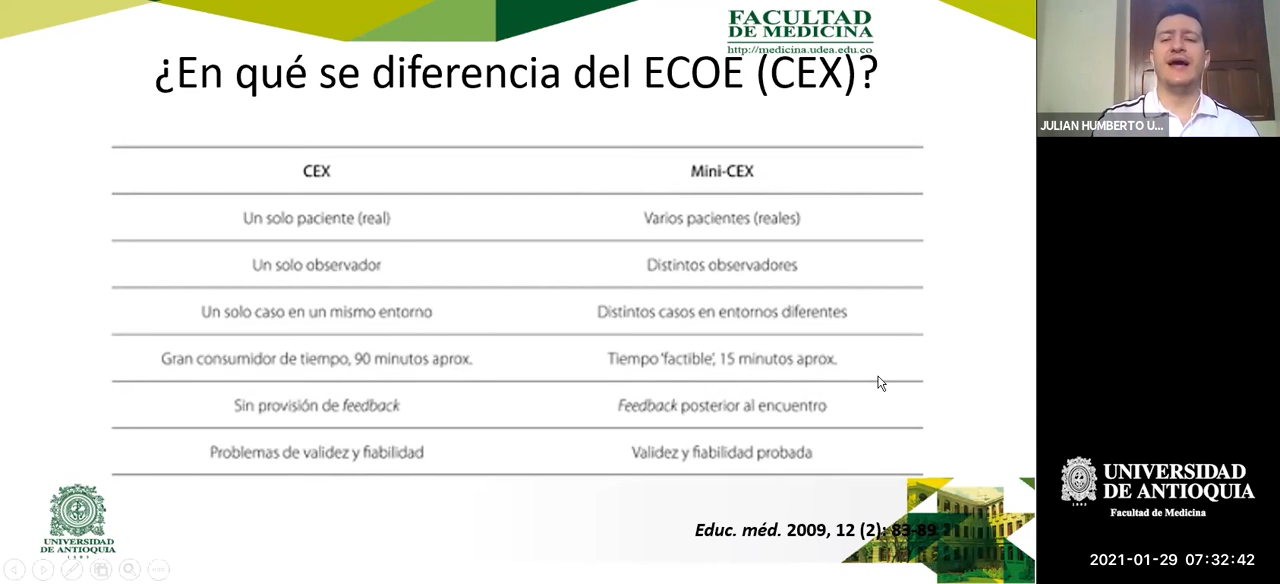 FACULTAD
DE MEDICINA
http://medicina.udea.edu.co
¿En qué se diferencia del ECOE (CEX)?
CEX Mini-CEX
Un solo paciente (real) Varios pacientes (reales)
Un solo observador Distintos observadores
Un solo caso en un mismo entorno Distintos casos en entornos diferentes
Gran consumidor de tiempo, 90 minutos aprox. Tiempo 'factible', 15 minutos aprox.
Sin provisión de feedback Feedback posterior al encuentro
Problemas de validez y fiabilidad Validez y fiabilidad probada
UNIVERSIDAD
DE ANTIOQUIA
1803
Educ. méd. 2009, 12 (2): 83-89
JULIAN HUMBERTO U...
UNIVERSIDAD
DE ANTIOQUIA
Facultad de Medicina
1803
2021-01-29 07:32:42